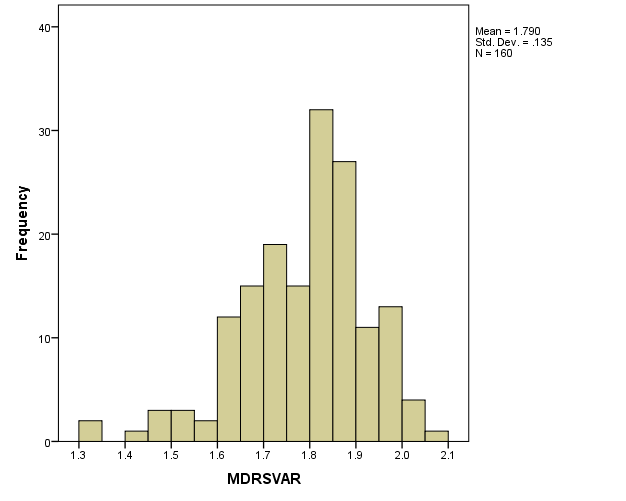 Mean = 1.790
Std. Dev. = .135
N = 160
40
30
20
10
0
Frequency
1.3 1.4 1.5 1.6 1.7 1.8 1.9 2.0 2.1
MDRSVAR